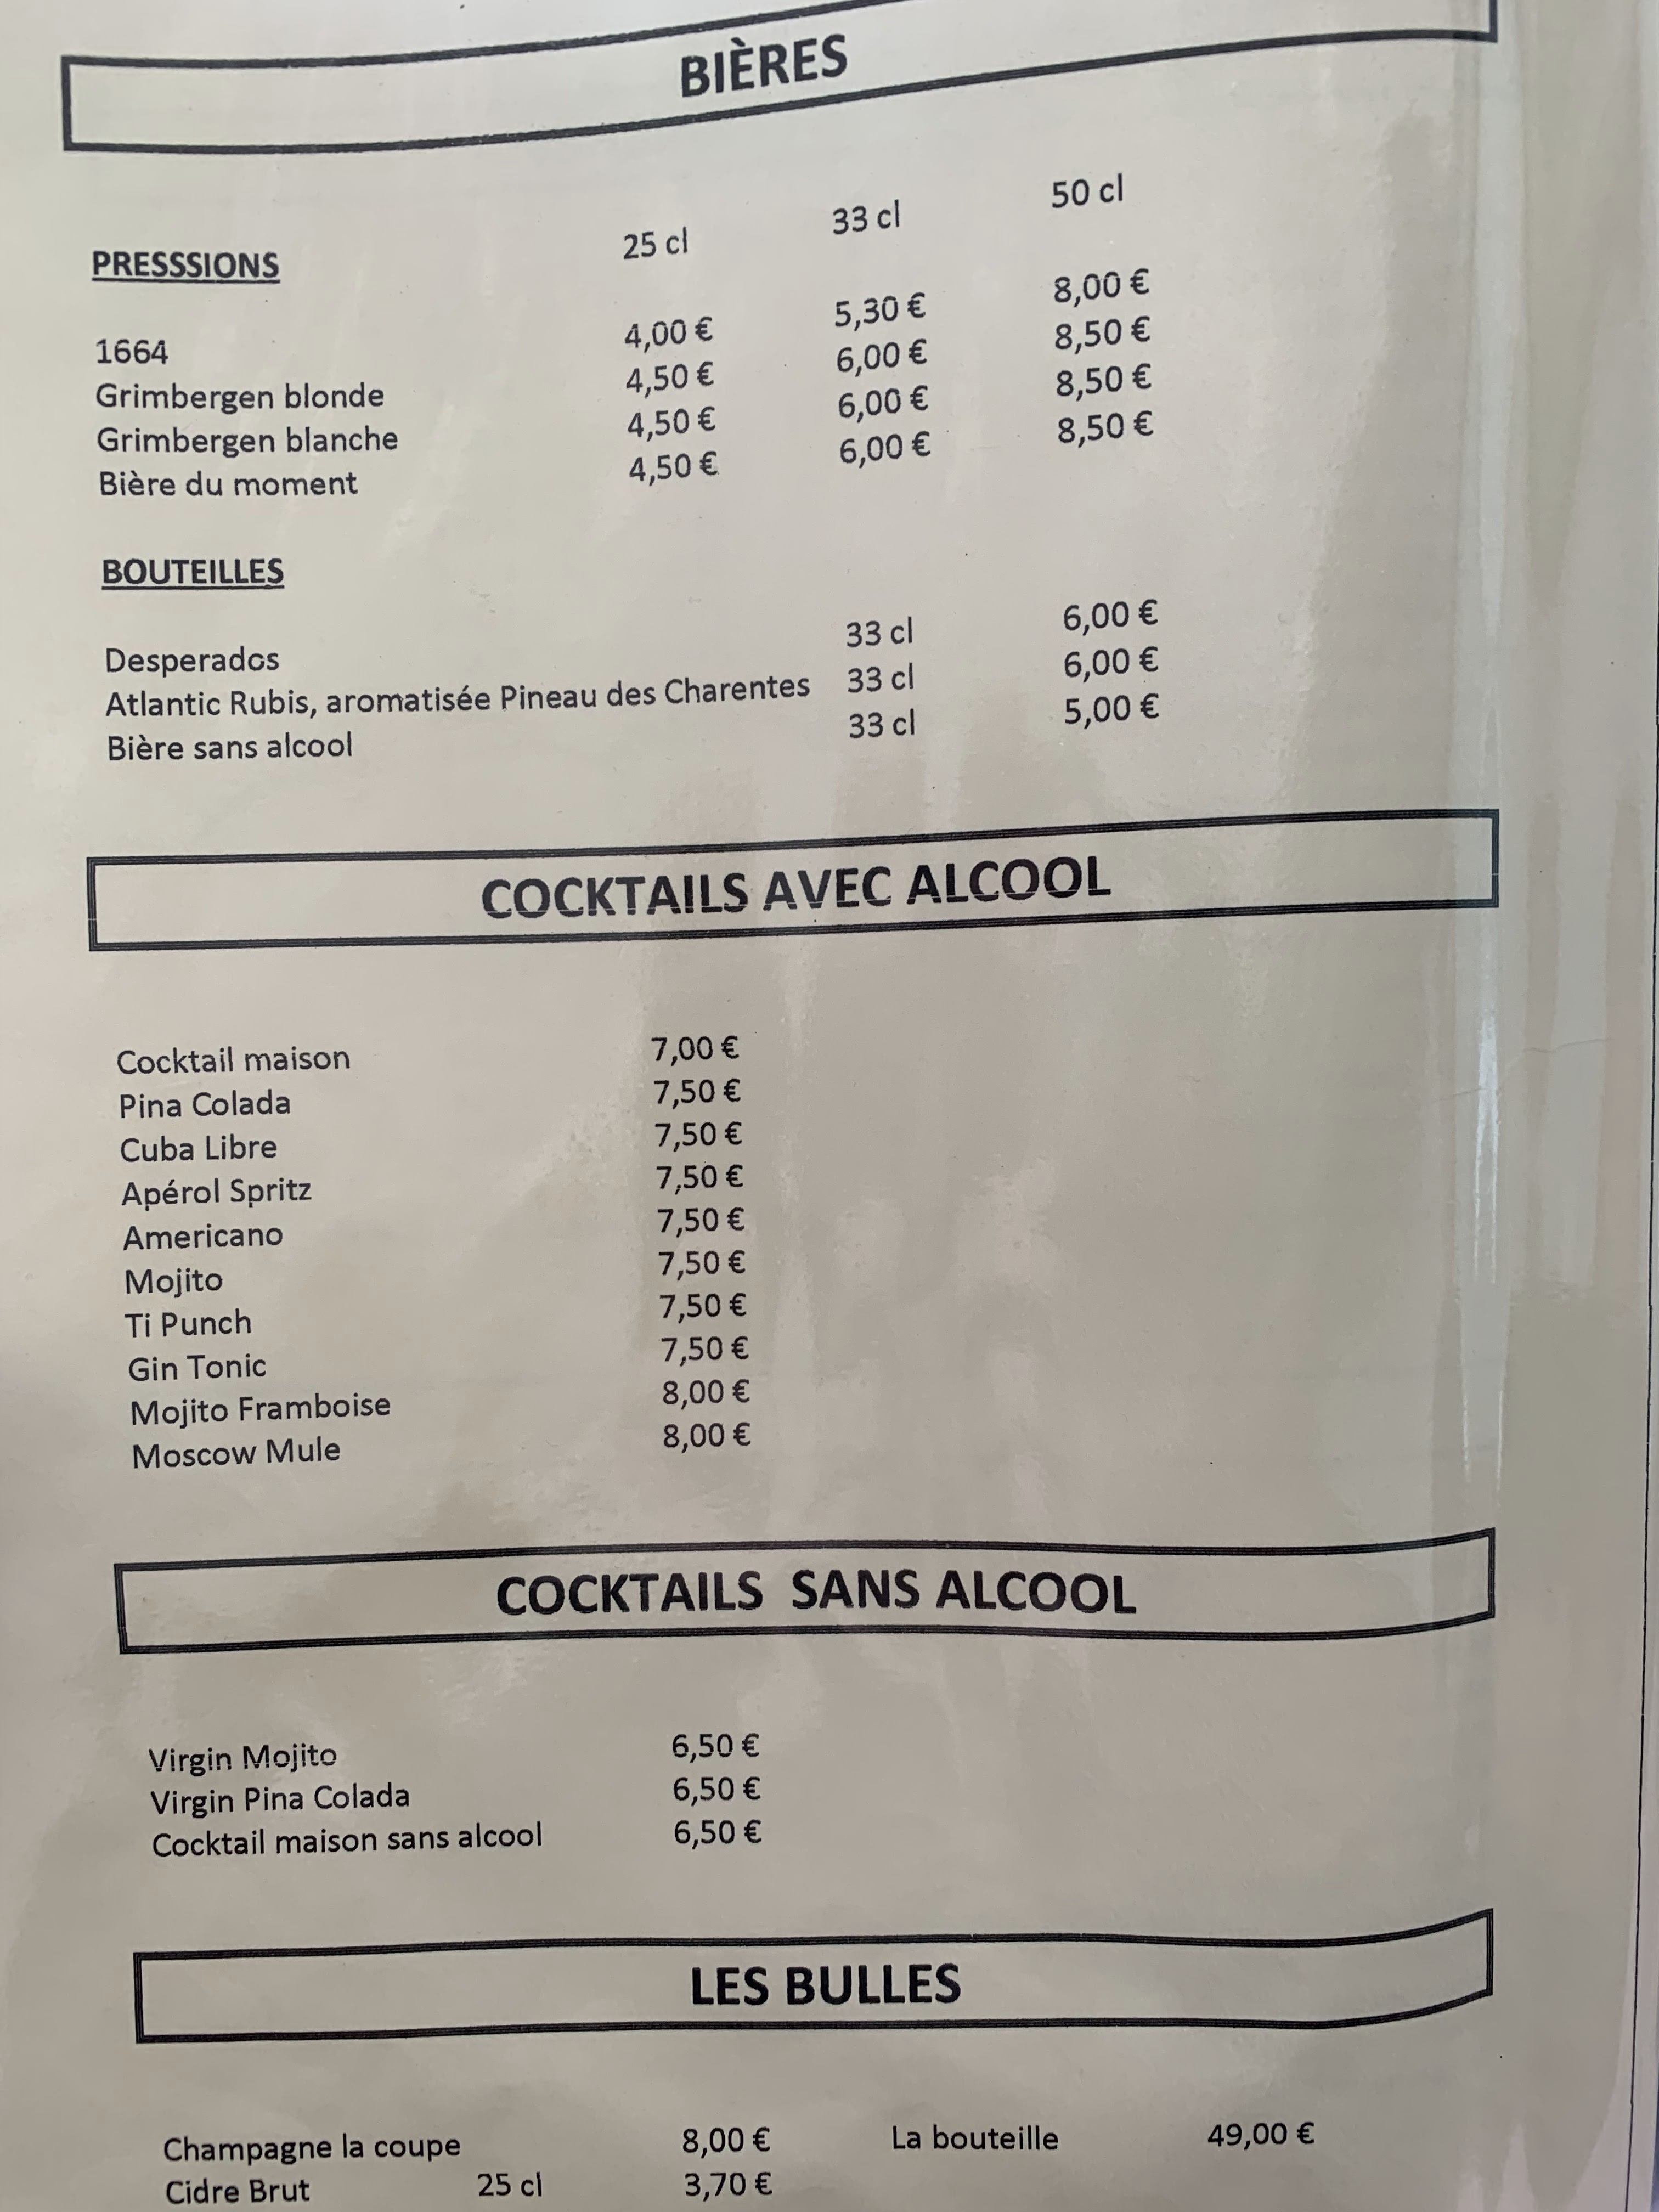 BIÈRES
PRESSSIONS 25 cl 33 cl 50 cl
1664 4,00 € 5,30 € 8,00 €
Grimbergen blonde 4,50 € 6,00 € 8,50 €
Grimbergen blanche 4,50 € 6,00 € 8,50 €
Bière du moment 4,50 € 6,00 € 8,50 €
BOUTEILLES
Desperados 33 cl 6,00 €
Atlantic Rubis, aromatisée Pineau des Charentes 33 cl 6,00 €
Bière sans alcool 33 cl 5,00 €
COCKTAILS AVEC ALCOOL
Cocktail maison 7,00 €
Pina Colada 7,50 €
Cuba Libre 7,50 €
Apérol Spritz 7,50 €
Americano 7,50 €
Mojito 7,50 €
Ti Punch 7,50 €
Gin Tonic 7,50 €
Mojito Framboise 8,00 €
Moscow Mule 8,00 €
COCKTAILS SANS ALCOOL
Virgin Mojito 6,50 €
Virgin Pina Colada 6,50 €
Cocktail maison sans alcool 6,50 €
LES BULLES
Champagne la coupe 8,00 € La bouteille 49,00 €
Cidre Brut 25 cl 3,70 €